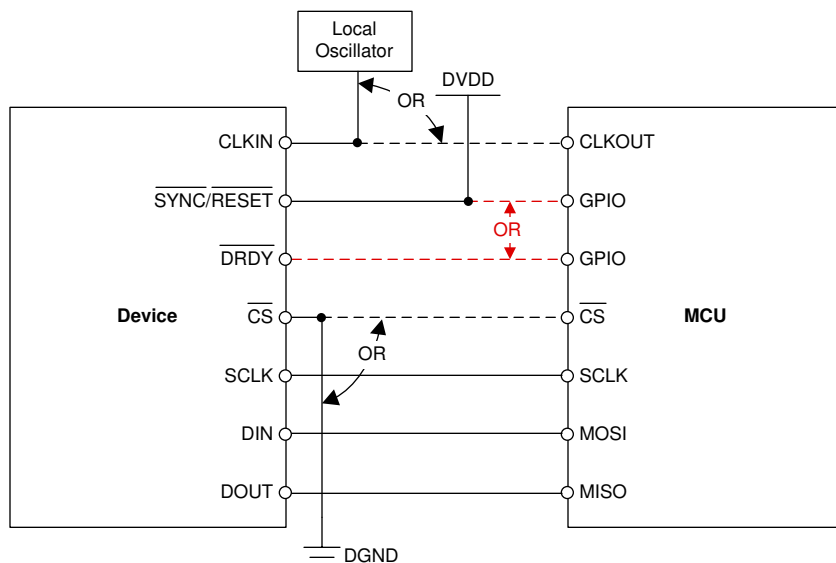 Local
Oscillator
OR
DVDD
CLKIN
CLKOUT
SYNC/RESET
GPIO
OR
DRDY
GPIO
Device
CS
CS
MCU
OR
SCLK
SCLK
DIN
MOSI
DOUT
MISO
DGND